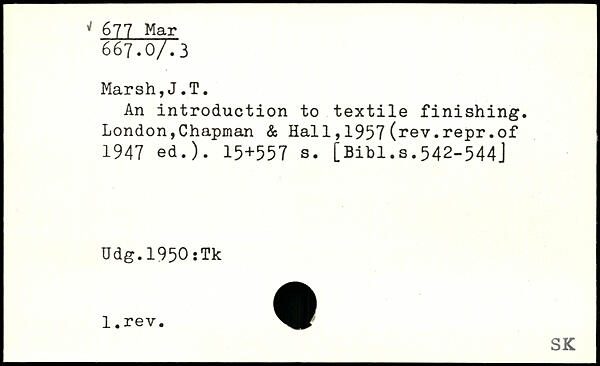 √ 677 Mar
667.0/.3
Marsh,J.T.
An introduction to textile finishing.
London,Chapman & Hall,1957(rev.repr.of
1947 ed.). 15+557 s. [Bibl.s.542-544]
Udg.1950:Tk
1.rev.
SK